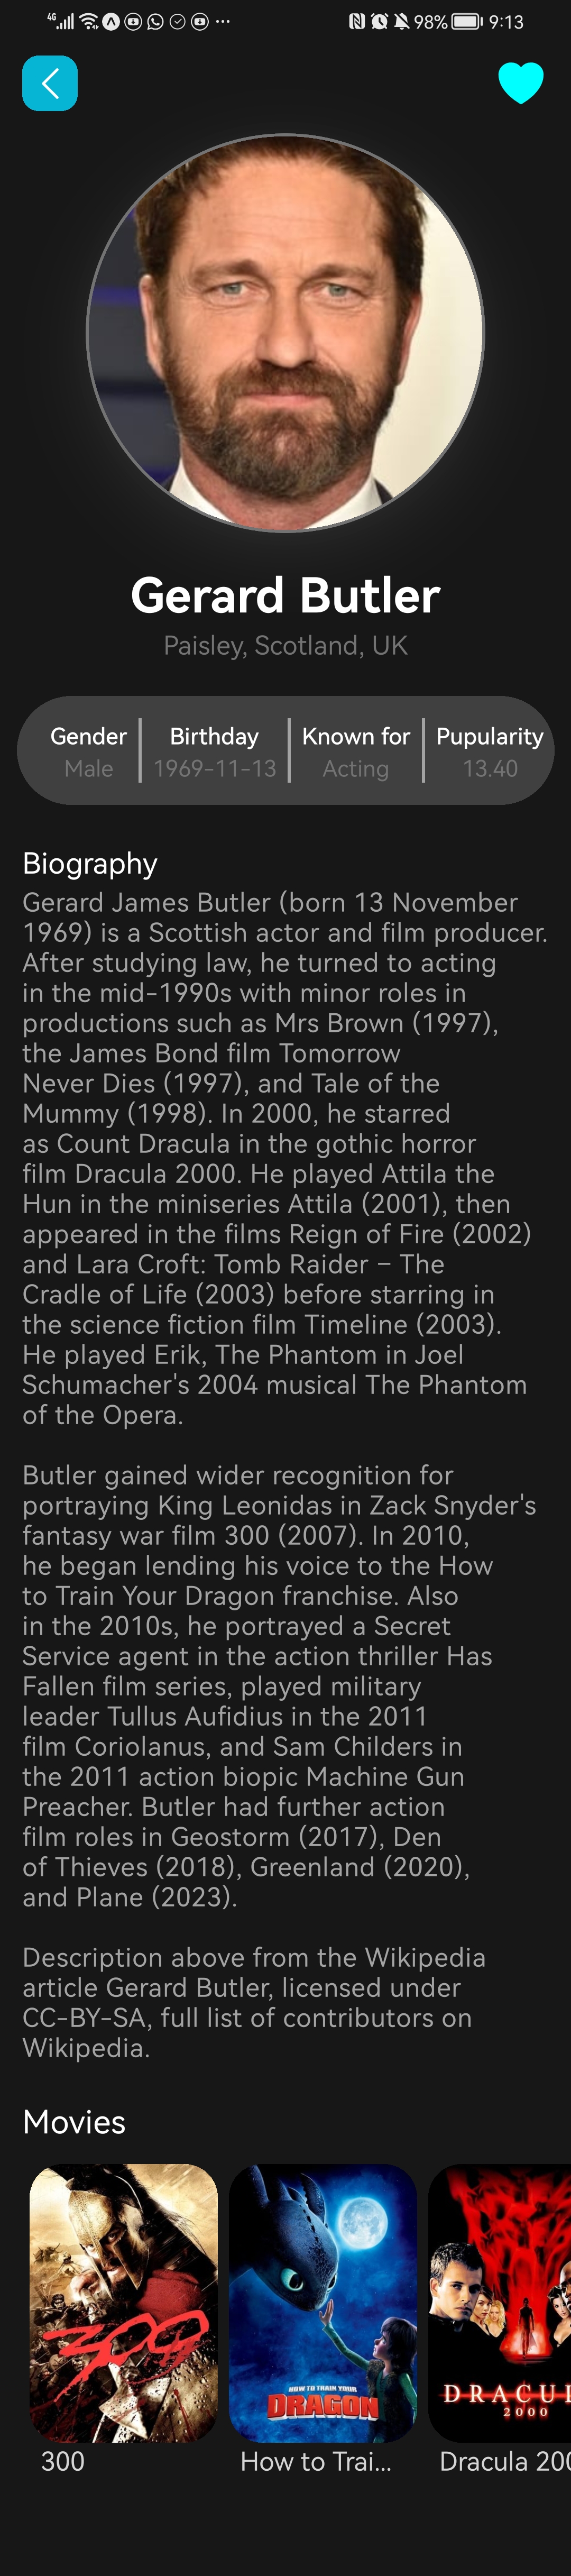 4G 98% 9:13
Gerard Butler
Paisley, Scotland, UK
Gender Birthday Known for Pupularity
Male 1969-11-13 Acting 13.40
Biography
Gerard James Butler (born 13 November
1969) is a Scottish actor and film producer.
After studying law, he turned to acting
in the mid-1990s with minor roles in
productions such as Mrs Brown (1997),
the James Bond film Tomorrow
Never Dies (1997), and Tale of the
Mummy (1998). In 2000, he starred
as Count Dracula in the gothic horror
film Dracula 2000. He played Attila the
Hun in the miniseries Attila (2001), then
appeared in the films Reign of Fire (2002)
and Lara Croft: Tomb Raider – The
Cradle of Life (2003) before starring in
the science fiction film Timeline (2003).
He played Erik, The Phantom in Joel
Schumacher's 2004 musical The Phantom
of the Opera.
Butler gained wider recognition for
portraying King Leonidas in Zack Snyder's
fantasy war film 300 (2007). In 2010,
he began lending his voice to the How
to Train Your Dragon franchise. Also
in the 2010s, he portrayed a Secret
Service agent in the action thriller Has
Fallen film series, played military
leader Tullus Aufidius in the 2011
film Coriolanus, and Sam Childers in
the 2011 action biopic Machine Gun
Preacher. Butler had further action
film roles in Geostorm (2017), Den
of Thieves (2018), Greenland (2020),
and Plane (2023).
Description above from the Wikipedia
article Gerard Butler, licensed under
CC-BY-SA, full list of contributors on
Wikipedia.
Movies
300
HOW TO TRAIN YOUR
DRAGON
DRACUL
2000
300 How to Trai... Dracula 200